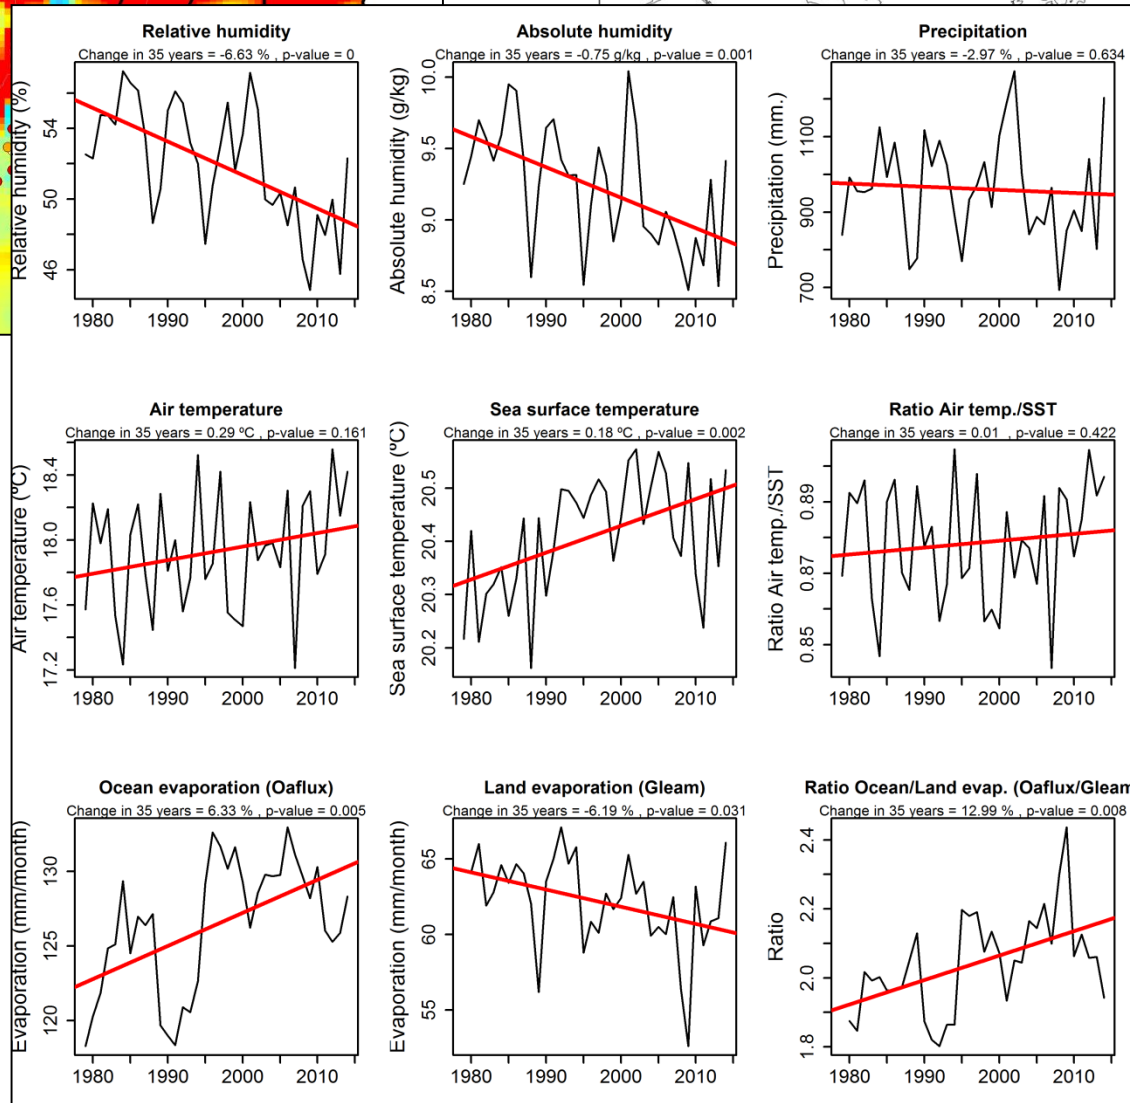 Relative humidity
Change in 35 years = -6.63 % , p-value = 0
Relative humidity (%)
54
50
46
1980 1990 2000 2010
Absolute humidity
Change in 35 years = -0.75 g/kg , p-value = 0.001
Absolute humidity (g/kg)
10.0
9.5
9.0
8.5
1980 1990 2000 2010
Precipitation
Change in 35 years = -2.97 % , p-value = 0.634
Precipitation (mm.)
1100
900
700
1980 1990 2000 2010
Air temperature
Change in 35 years = 0.29 ºC , p-value = 0.161
Air temperature (ºC)
18.4
18.0
17.6
17.2
1980 1990 2000 2010
Sea surface temperature
Change in 35 years = 0.18 ºC , p-value = 0.002
Sea surface temperature (ºC)
20.5
20.4
20.3
20.2
1980 1990 2000 2010
Ratio Air temp./SST
Change in 35 years = 0.01 , p-value = 0.422
Ratio Air temp./SST
0.89
0.87
0.85
1980 1990 2000 2010
Ocean evaporation (Oaflux)
Change in 35 years = 6.33 % , p-value = 0.005
Evaporation (mm/month)
130
125
120
1980 1990 2000 2010
Land evaporation (Gleam)
Change in 35 years = -6.19 % , p-value = 0.031
Evaporation (mm/month)
65
60
55
1980 1990 2000 2010
Ratio Ocean/Land evap. (Oaflux/Gleam
Change in 35 years = 12.99 % , p-value = 0.008
Ratio
2.4
2.2
2.0
1.8
1980 1990 2000 2010